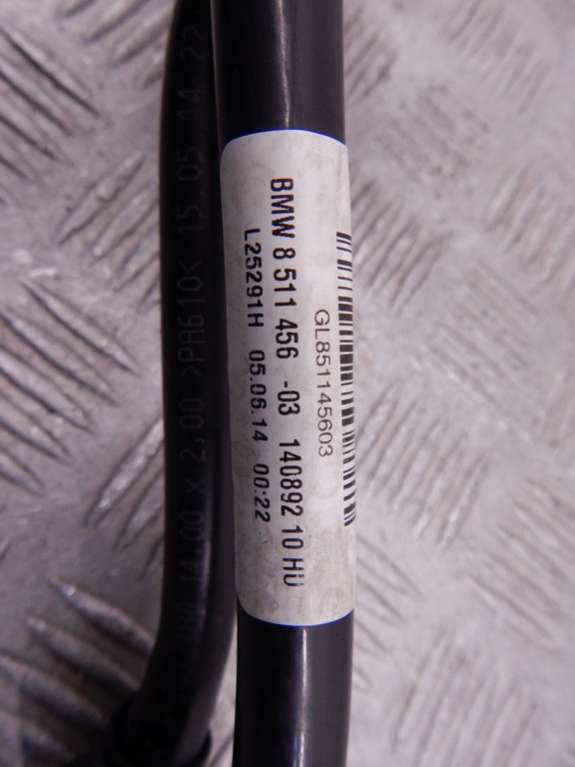 BMW 8 511 456 -03 140892 10 HU
L25291H 05.06.14 00:22
GL851145603
14.00 x 2,00 >PA610< 15 05 14 22